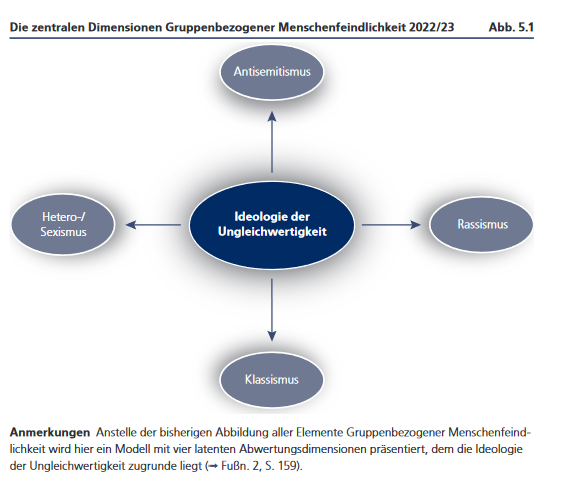 Die zentralen Dimensionen Gruppenbezogener Menschenfeindlichkeit 2022/23 Abb. 5.1
Antisemitismus
Hetero-/
Sexismus
Ideologie der
Ungleichwertigkeit
Rassismus
Klassismus
Anmerkungen Anstelle der bisherigen Abbildung aller Elemente Gruppenbezogener Menschenfeind-
lichkeit wird hier ein Modell mit vier latenten Abwertungsdimensionen präsentiert, dem die Ideologie
der Ungleichwertigkeit zugrunde liegt (➞ Fußn. 2, S. 159).